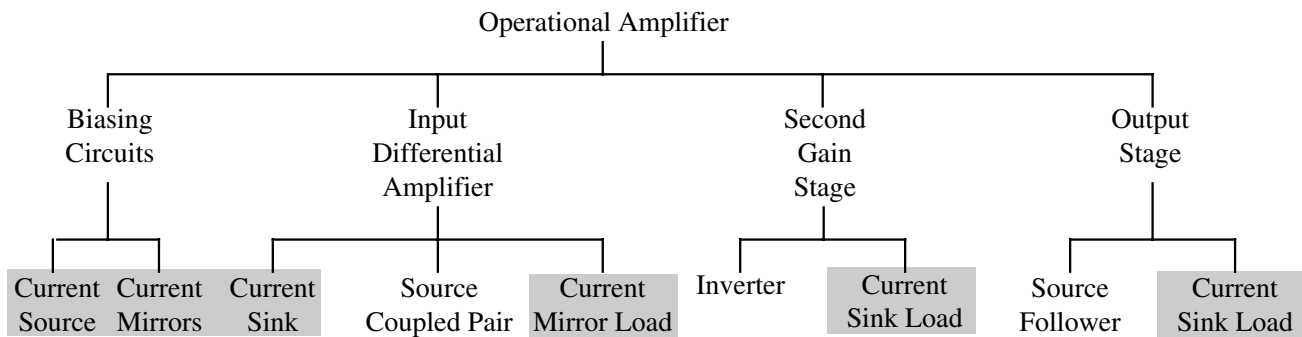 Operational Amplifier
Biasing
Circuits
Input
Differential
Amplifier
Second
Gain
Stage
Output
Stage
Current
Source
Current
Mirrors
Current
Sink
Source
Coupled Pair
Current
Mirror Load
Inverter
Current
Sink Load
Source
Follower
Current
Sink Load